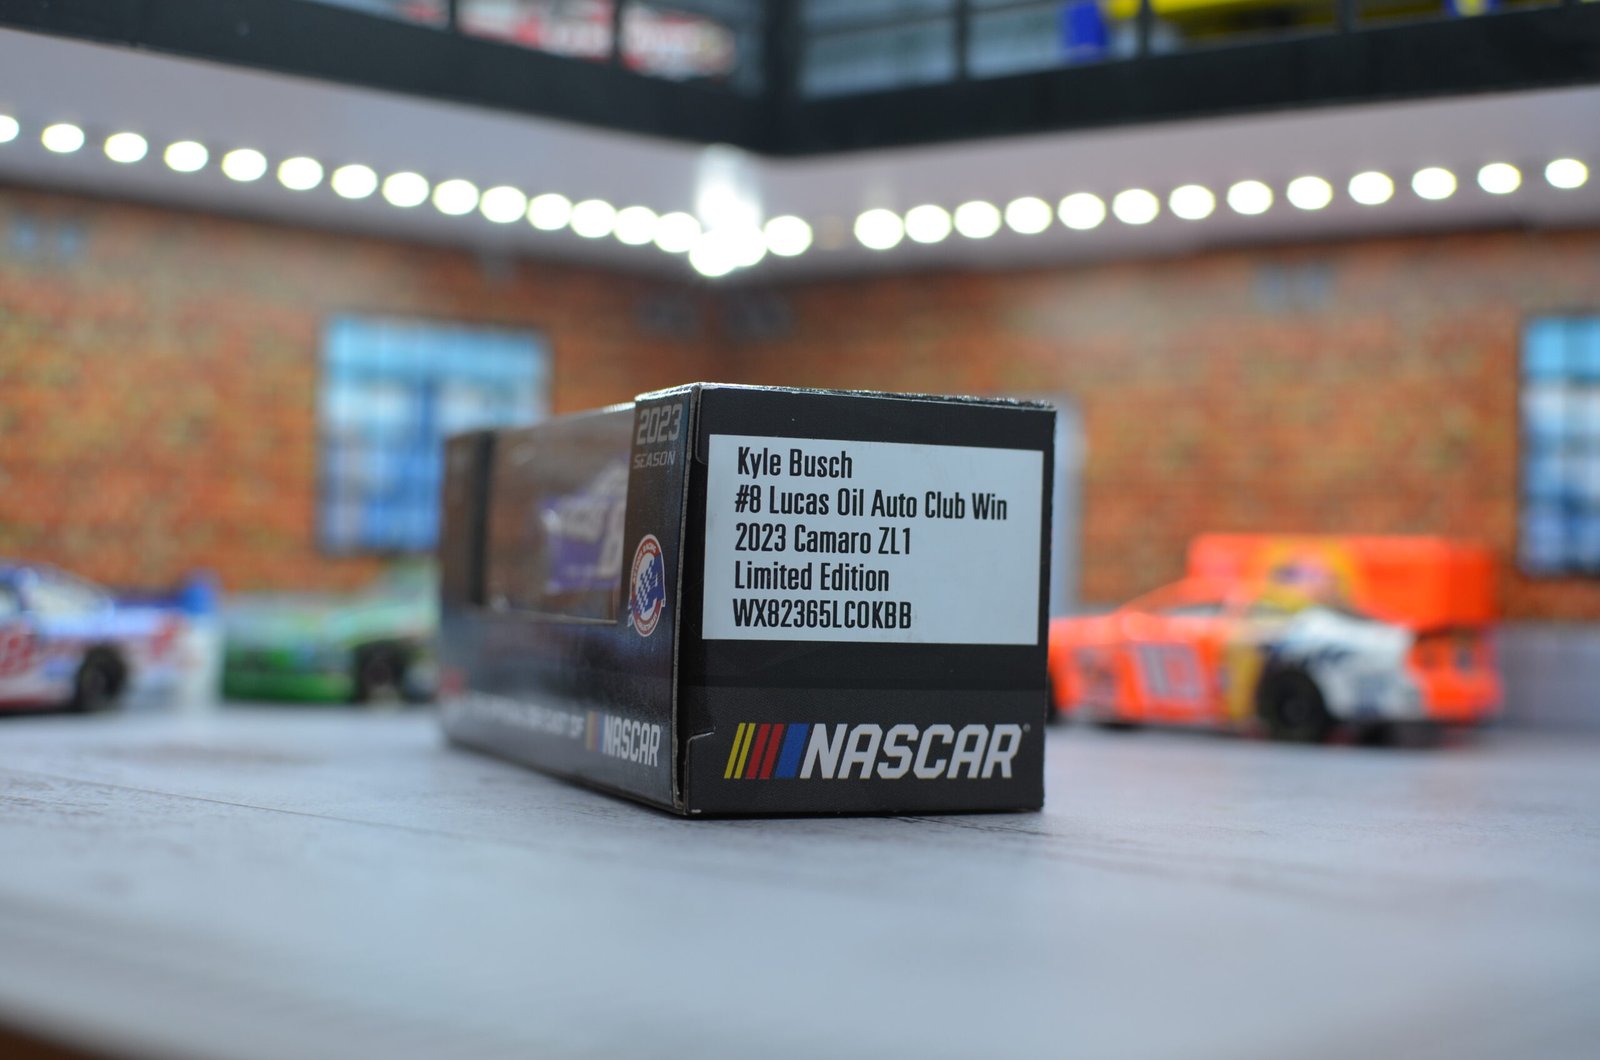 2023
SEASON
Kyle Busch
#8 Lucas Oil Auto Club Win
2023 Camaro ZL1
Limited Edition
WX82365LCOKBB
NASCAR
NASCAR